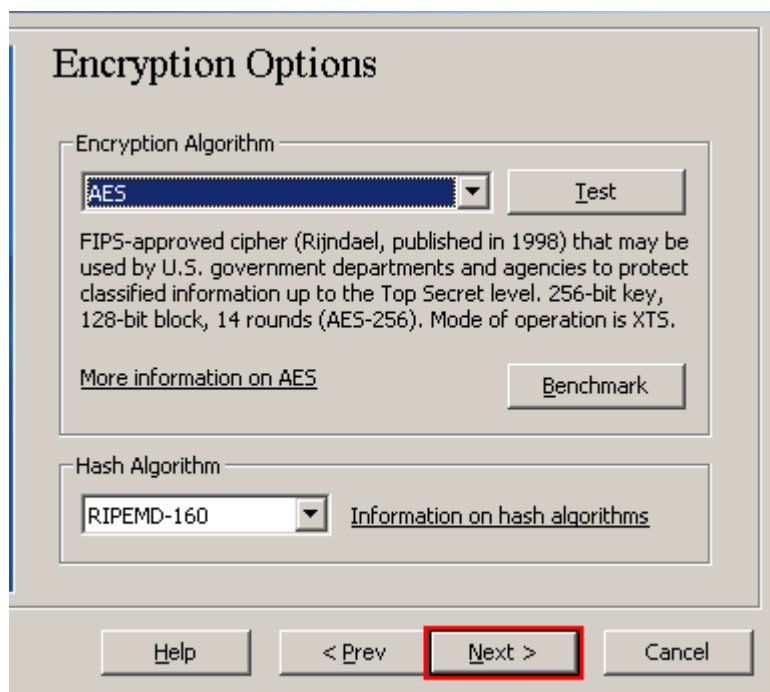 Encryption Options
Encryption Algorithm
AES
Test
FIPS-approved cipher (Rijndael, published in 1998) that may be
used by U.S. government departments and agencies to protect
classified information up to the Top Secret level. 256-bit key,
128-bit block, 14 rounds (AES-256). Mode of operation is XTS.
More information on AES
Benchmark
Hash Algorithm
RIPEMD-160
Information on hash algorithms
Help
< Prev
Next >
Cancel